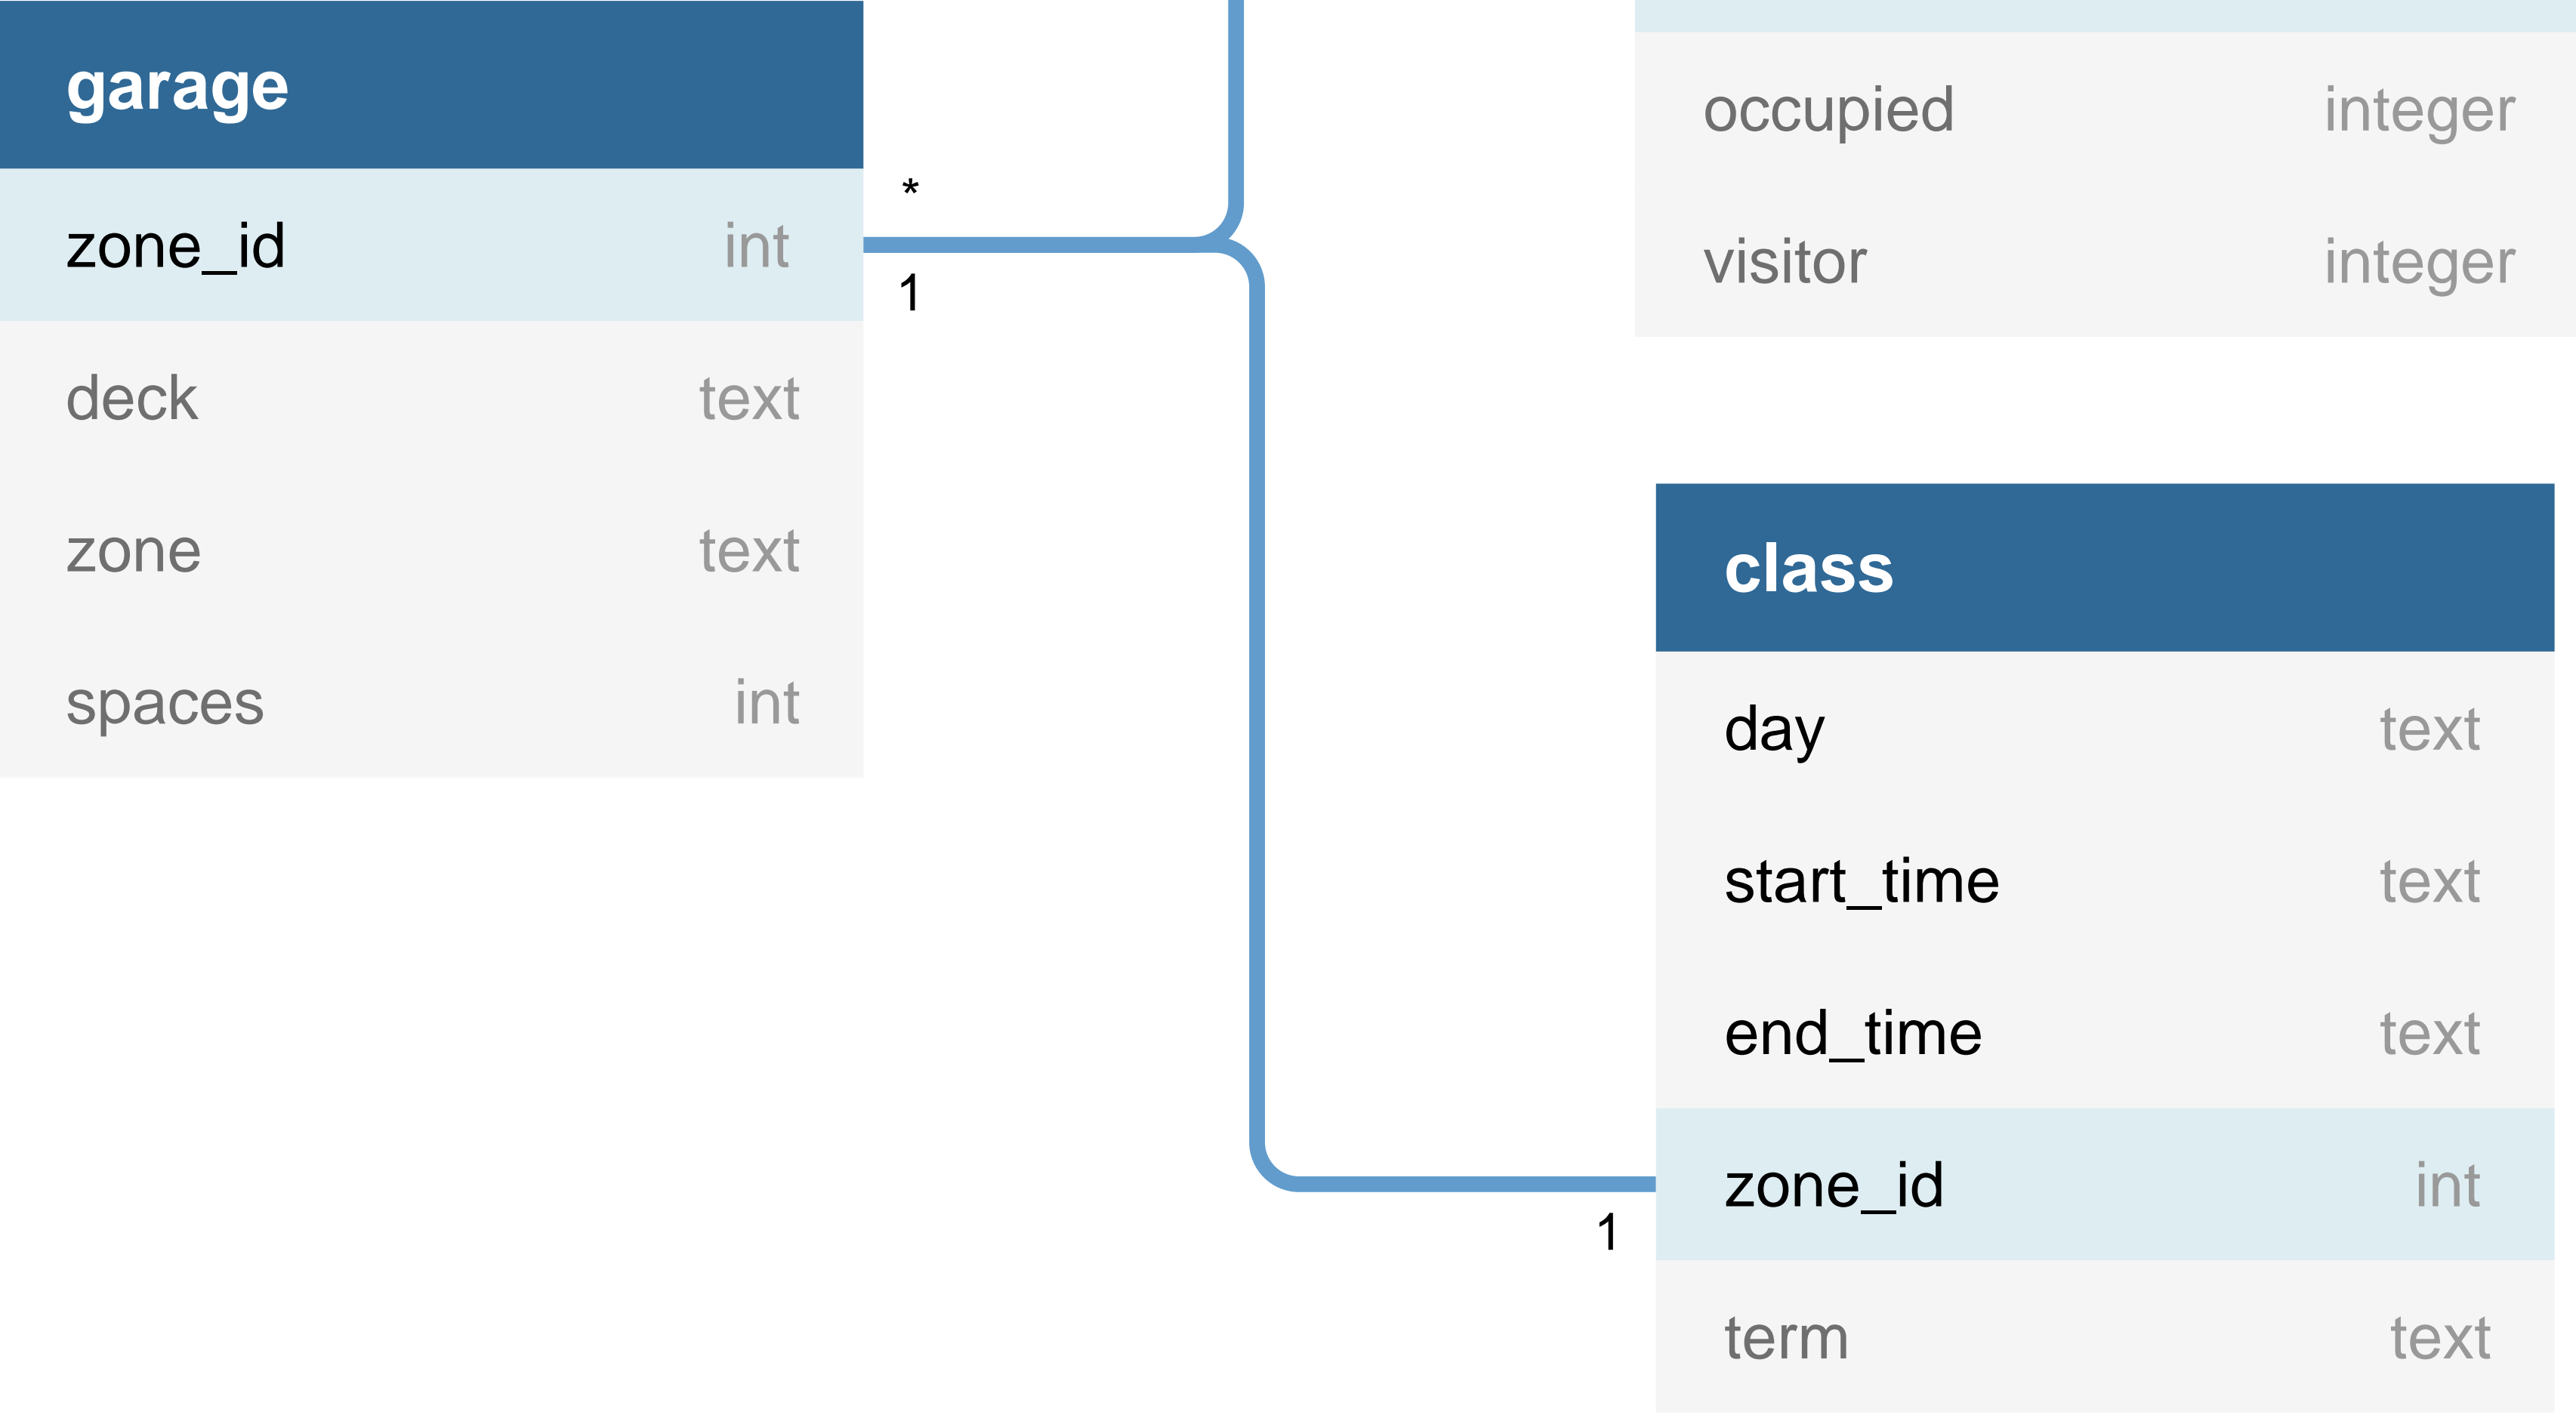 garage
*
zone_id int
1
deck text
zone text
spaces int
occupied integer
visitor integer
class
day text
start_time text
end_time text
zone_id int
1
term text